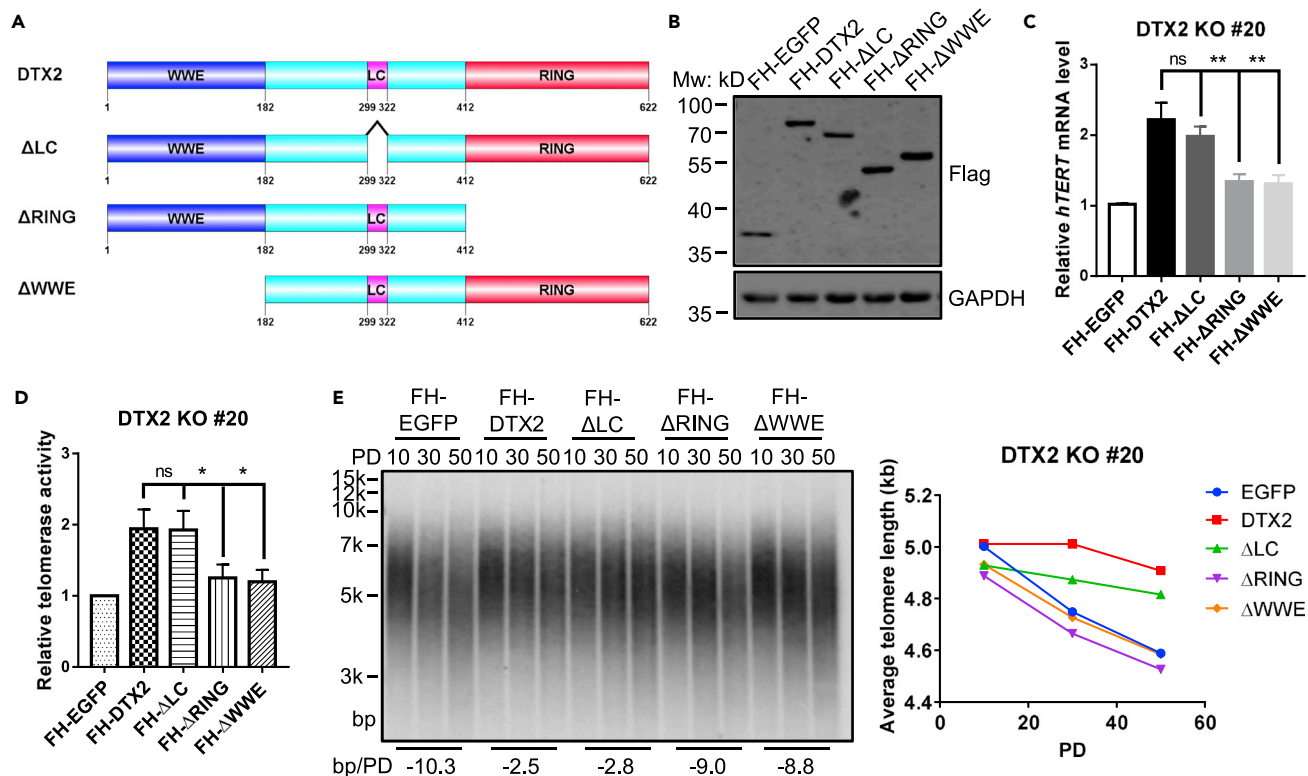 A
DTX2
WWE LC RING
1 182 299 322 412 622
ΔLC
WWE RING
1 182 299 322 412 622
ΔRING
WWE LC
1 182 299 322 412
ΔWWE
LC RING
182 299 322 412 622
B
Mw: kD FH-EGFP FH-DTX2 FH-ΔLC FH-ΔRING FH-ΔWWE
100
70
55
40
35
Flag
35
GAPDH
C
DTX2 KO #20
Relative hTERT mRNA level
3
2
1
0
ns ** **
FH-EGFP FH-DTX2 FH-ΔLC FH-ΔRING FH-ΔWWE
D
DTX2 KO #20
Relative telomerase activity
3
2
1
0
ns * *
FH-EGFP FH-DTX2 FH-ΔLC FH-ΔRING FH-ΔWWE
E
FH- FH- FH- FH- FH-
EGFP DTX2 ΔLC ΔRING ΔWWE
PD 10 30 50 10 30 50 10 30 50 10 30 50 10 30 50
15k
12k
10k
7k
5k
3k
bp
bp/PD -10.3 -2.5 -2.8 -9.0 -8.8
DTX2 KO #20
Average telomere length (kb)
5.2
5.0
4.8
4.6
4.4
0 20 40 60
PD
EGFP
DTX2
ΔLC
ΔRING
ΔWWE